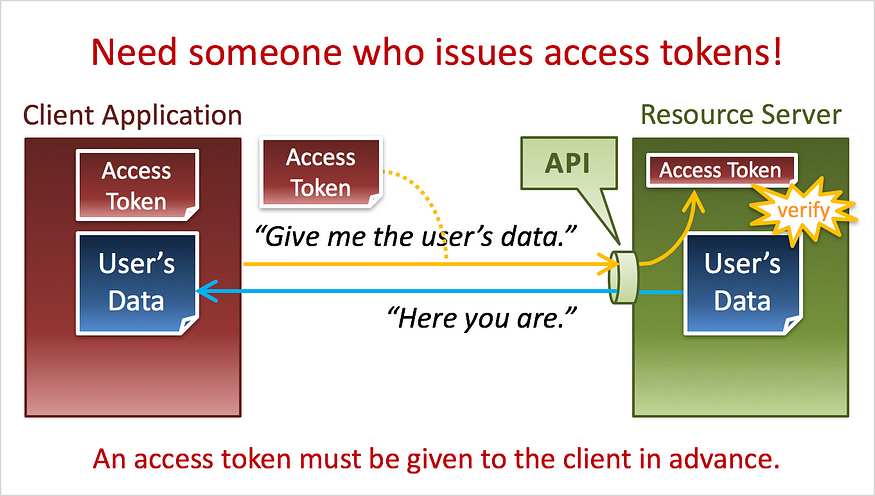 Need someone who issues access tokens!
Client Application
Resource Server
Access
Token
Access
Token
API
Access Token
verify
“Give me the user’s data.”
User’s
Data
User’s
Data
“Here you are.”
An access token must be given to the client in advance.